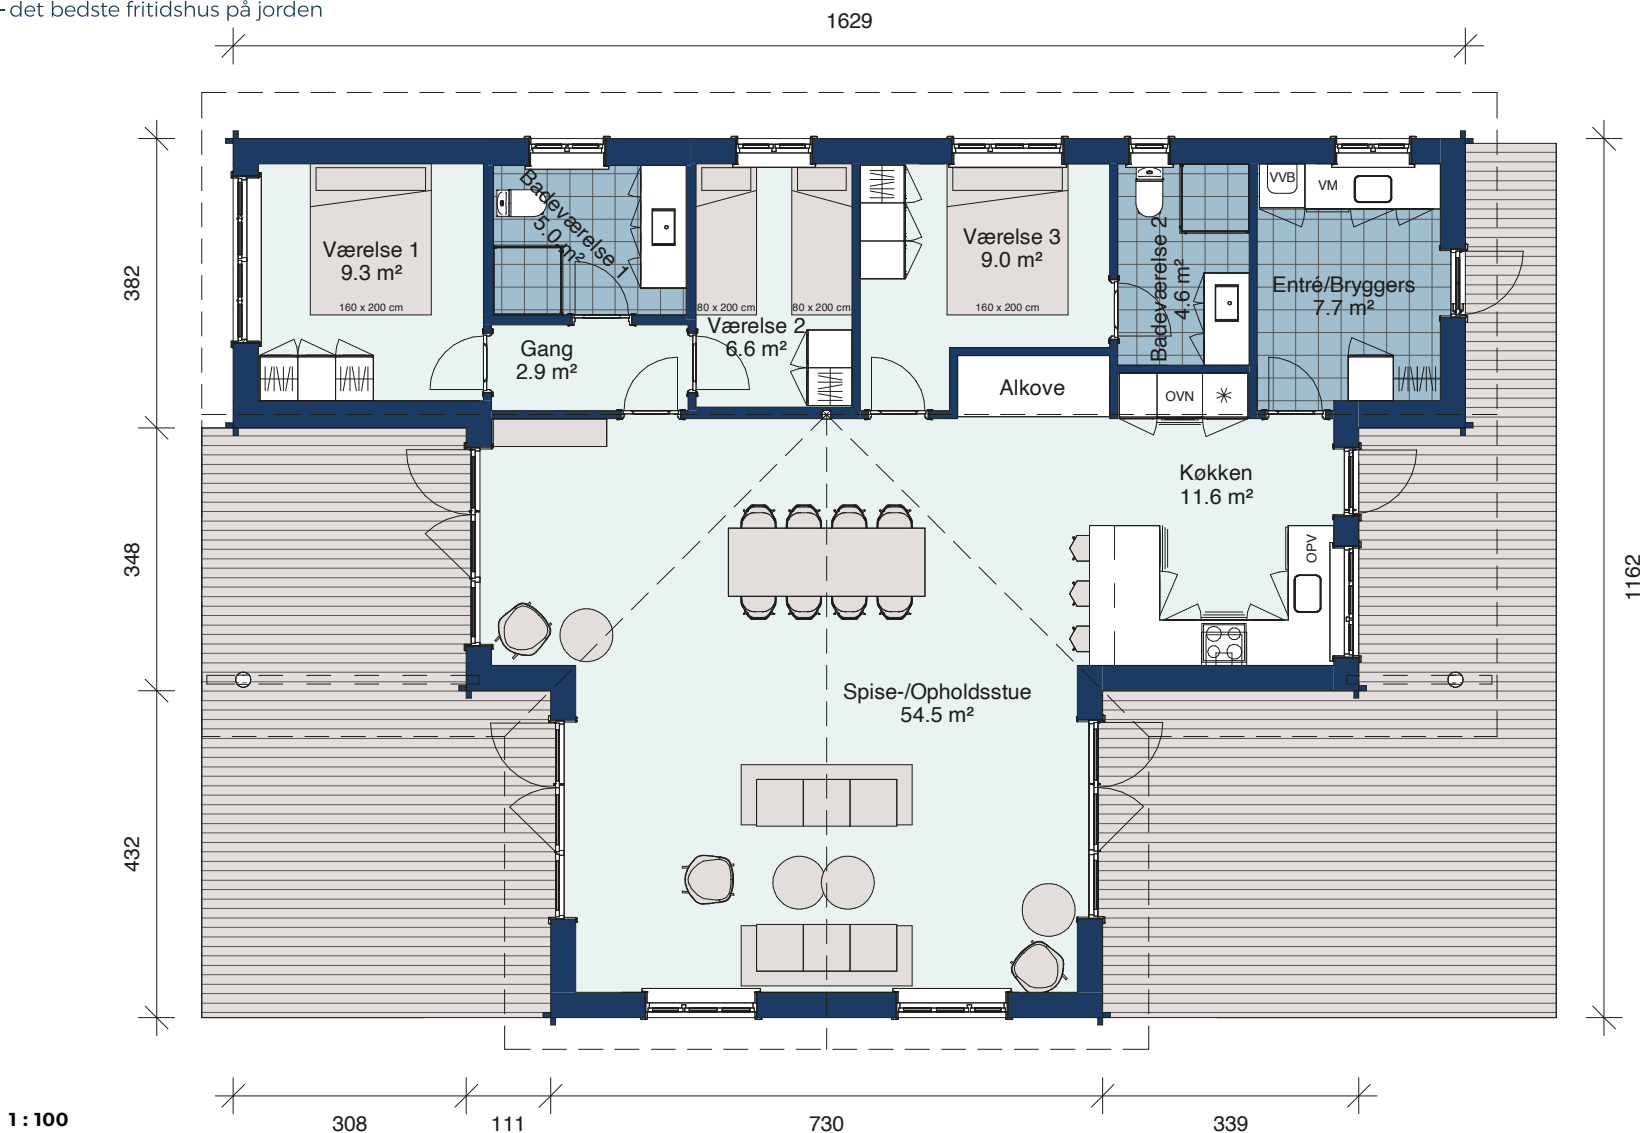 – det bedste fritidshus på jorden
1629
382
348
432
1162
Værelse 1
9.3 m²
160 x 200 cm
Badeværelse 1
5.0 m²
Gang
2.9 m²
80 x 200 cm
80 x 200 cm
Værelse 2
6.6 m²
Værelse 3
9.0 m²
160 x 200 cm
Alkove
Badeværelse 2
4.6 m²
VVB
VM
Entré/Bryggers
7.7 m²
OVN
Køkken
11.6 m²
OPV
Spise-/Opholdsstue
54.5 m²
308
111
730
339
1 : 100